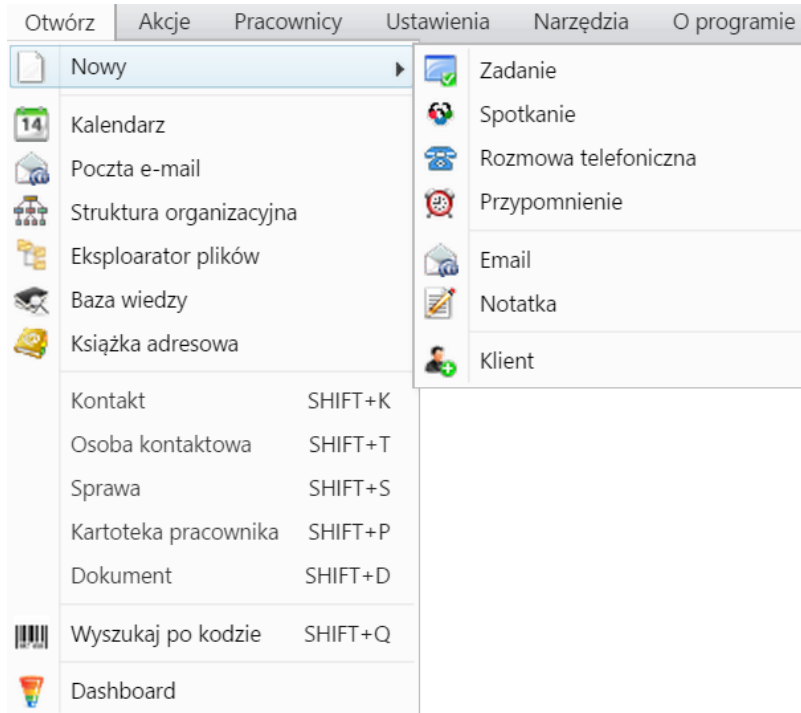 Otwórz Akcje Pracownicy Ustawienia Narzędzia O programie
Nowy
Kalendarz
Poczta e-mail
Struktura organizacyjna
Eksploarator plików
Baza wiedzy
Książka adresowa
Kontakt SHIFT+K
Osoba kontaktowa SHIFT+T
Sprawa SHIFT+S
Kartoteka pracownika SHIFT+P
Dokument SHIFT+D
Wyszukaj po kodzie SHIFT+Q
Dashboard
Zadanie
Spotkanie
Rozmowa telefoniczna
Przypomnienie
Email
Notatka
Klient
14